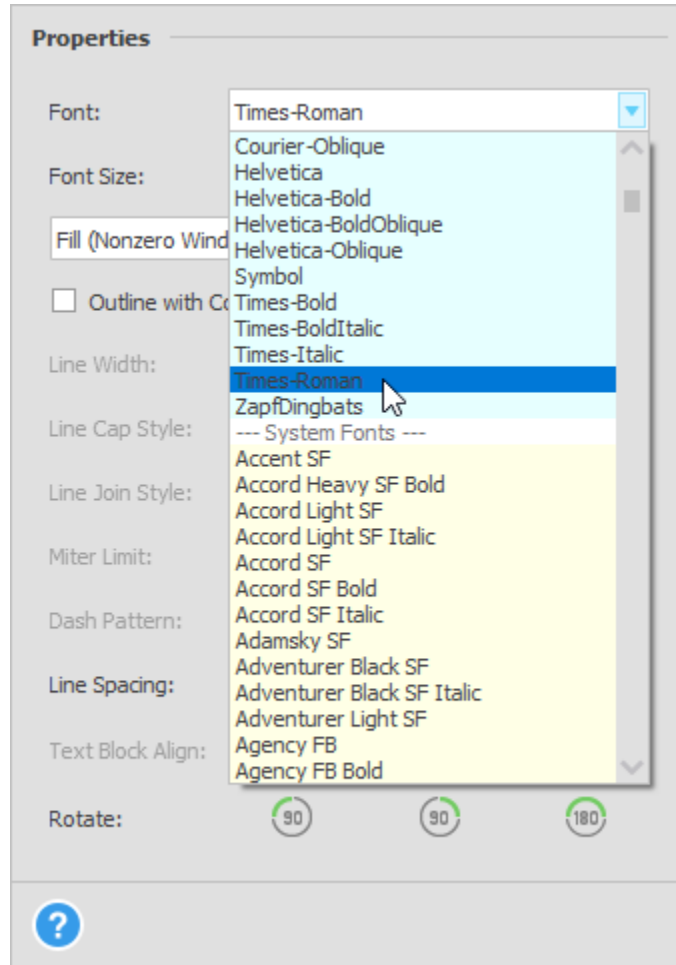 Properties
Font: Times-Roman
Courier-Oblique
Helvetica
Font Size:
Helvetica-Bold
Helvetica-BoldOblique
Fill (Nonzero Wind
Helvetica-Oblique
Symbol
Outline with Co
Times-Bold
Times-BoldItalic
Times-Italic
Line Width:
Times-Roman
ZapfDingbats
Line Cap Style:
--- System Fonts ---
Accent SF
Accord Heavy SF Bold
Line Join Style:
Accord Light SF
Accord Light SF Italic
Miter Limit:
Accord SF
Accord SF Bold
Accord SF Italic
Dash Pattern:
Adamsky SF
Adventurer Black SF
Line Spacing:
Adventurer Black SF Italic
Adventurer Light SF
Agency FB
Text Block Align:
Agency FB Bold
Rotate: 90 90 180
?